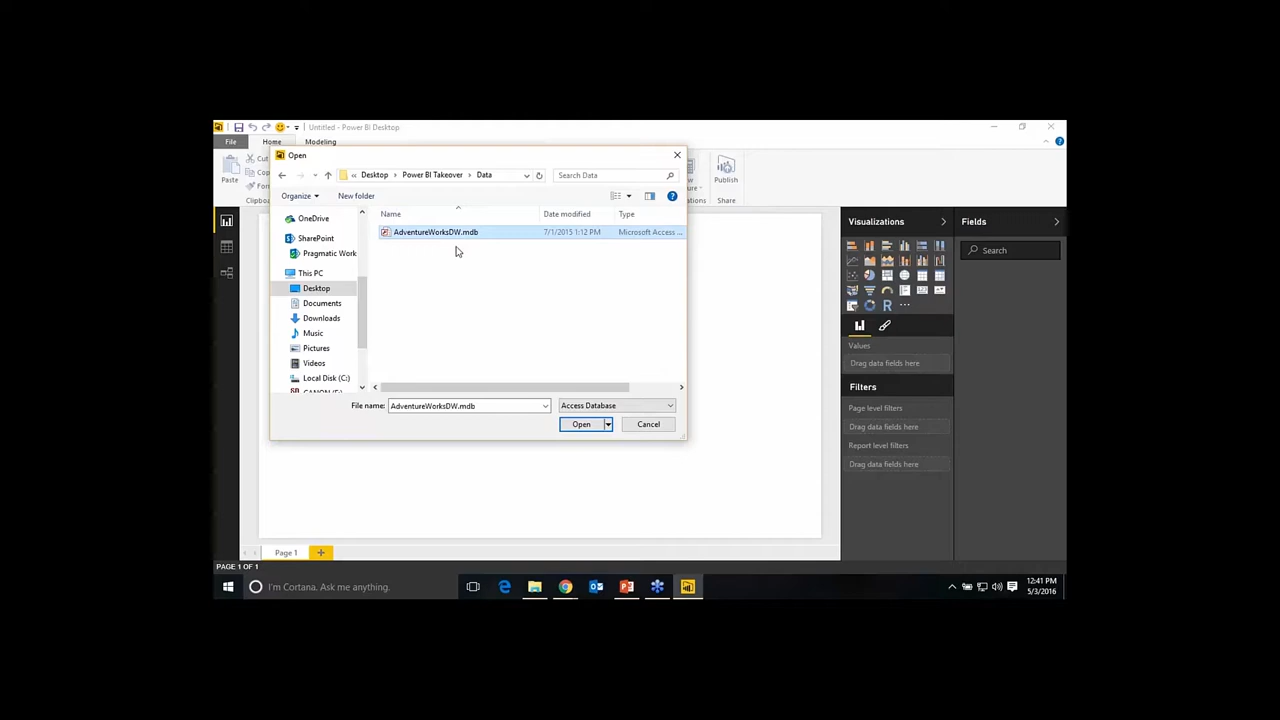 Untitled - Power BI Desktop
File
Home
Modeling
Paste
Cut
Clipboard
Publish
Share
Open
« Desktop > Power BI Takeover > Data
Search Data
Organize
New folder
Name
Date modified
Type
AdventureWorksDW.mdb
7/1/2015 1:12 PM
Microsoft Access ...
OneDrive
SharePoint
Pragmatic Work
This PC
Desktop
Documents
Downloads
Music
Pictures
Videos
Local Disk (C:)
File name:
AdventureWorksDW.mdb
Access Database
Open
Cancel
Visualizations
Fields
Search
R
Values
Drag data fields here
Filters
Page level filters
Drag data fields here
Report level filters
Drag data fields here
Page 1
PAGE 1 OF 1
I'm Cortana. Ask me anything.
12:41 PM
5/3/2016